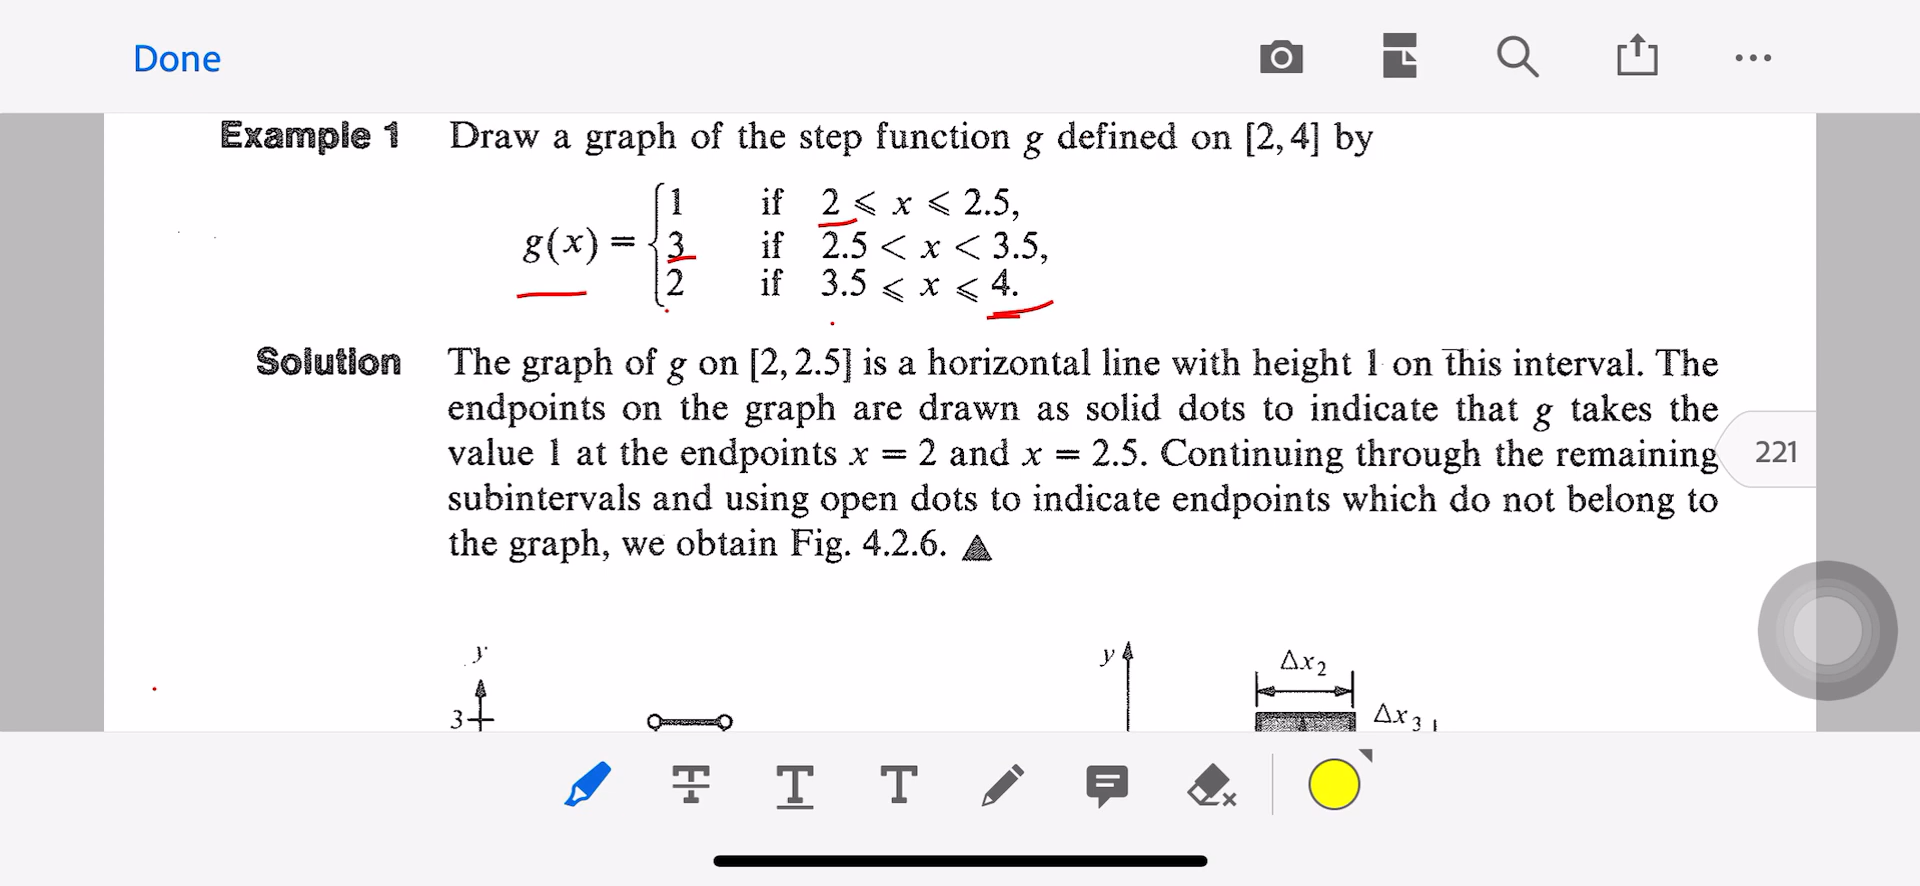 Done
Example 1 Draw a graph of the step function g defined on [2, 4] by
1 if 2 ⩽ x ⩽ 2.5,
g(x) = { 3 if 2.5 < x < 3.5,
2 if 3.5 ⩽ x ⩽ 4.
Solution The graph of g on [2, 2.5] is a horizontal line with height 1 on this interval. The
endpoints on the graph are drawn as solid dots to indicate that g takes the
value 1 at the endpoints x = 2 and x = 2.5. Continuing through the remaining
subintervals and using open dots to indicate endpoints which do not belong to
the graph, we obtain Fig. 4.2.6. ▲
221
y
3
y
Δx₂
Δx₃
T T T